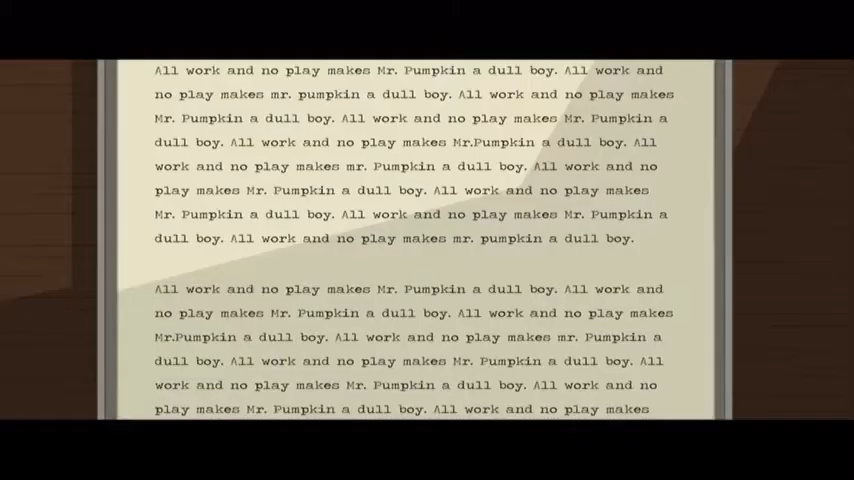 All work and no play makes Mr. Pumpkin a dull boy. All work and
no play makes mr. pumpkin a dull boy. All work and no play makes
Mr. Pumpkin a dull boy. All work and no play makes Mr. Pumpkin a
dull boy. All work and no play makes Mr.Pumpkin a dull boy. All
work and no play makes mr. Pumpkin a dull boy. All work and no
play makes Mr. Pumpkin a dull boy. All work and no play makes
Mr. Pumpkin a dull boy. All work and no play makes Mr. Pumpkin a
dull boy. All work and no play makes mr. pumpkin a dull boy.
All work and no play makes Mr. Pumpkin a dull boy. All work and
no play makes Mr. Pumpkin a dull boy. All work and no play makes
Mr.Pumpkin a dull boy. All work and no play makes mr. Pumpkin a
dull boy. All work and no play makes Mr. Pumpkin a dull boy. All
work and no play makes Mr. Pumpkin a dull boy. All work and no
play makes Mr. Pumpkin a dull boy. All work and no play makes